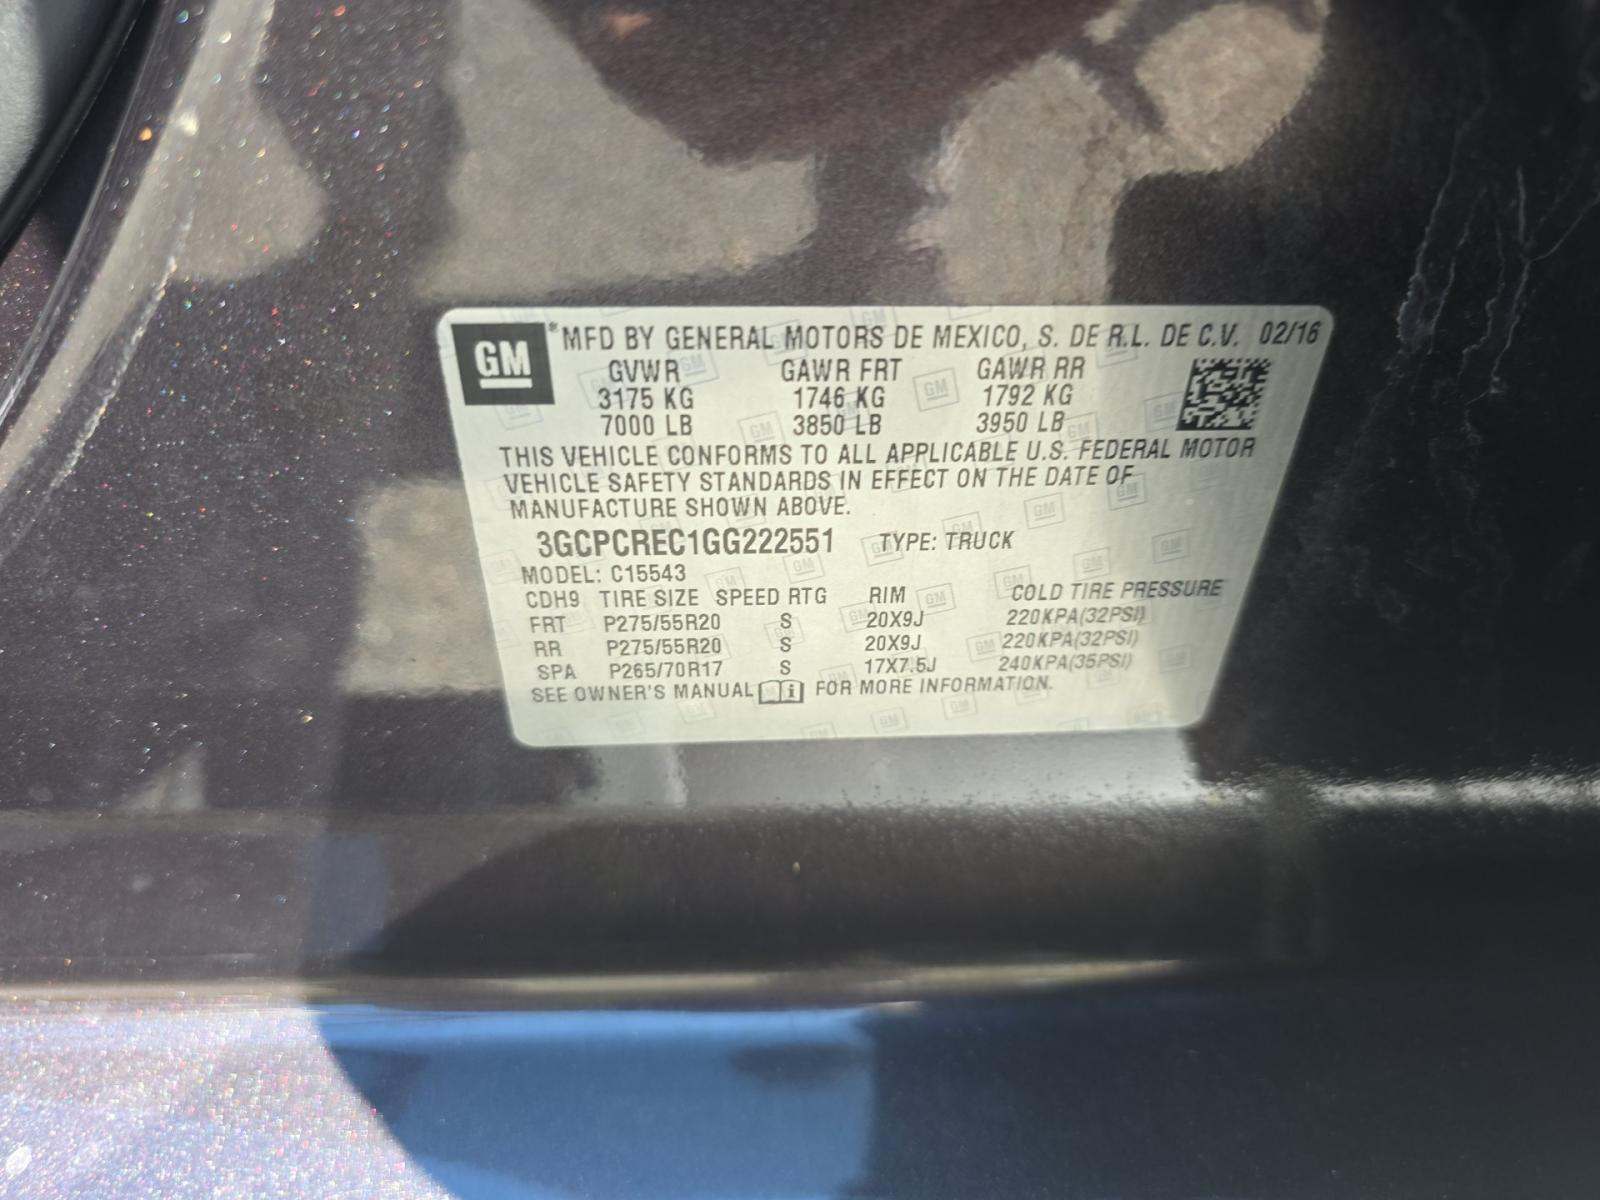 GM ® MFD BY GENERAL MOTORS DE MEXICO, S. DE R.L. DE C.V. 02/16
GVWR GAWR FRT GAWR RR
3175 KG 1746 KG 1792 KG
7000 LB 3850 LB 3950 LB
THIS VEHICLE CONFORMS TO ALL APPLICABLE U.S. FEDERAL MOTOR
VEHICLE SAFETY STANDARDS IN EFFECT ON THE DATE OF
MANUFACTURE SHOWN ABOVE.
3GCPCREC1GG222551 TYPE: TRUCK
MODEL: C15543
CDH9 TIRE SIZE SPEED RTG RIM COLD TIRE PRESSURE
FRT P275/55R20 S 20X9J 220KPA(32PSI)
RR P275/55R20 S 20X9J 220KPA(32PSI)
SPA P265/70R17 S 17X7.5J 240KPA(35PSI)
SEE OWNER'S MANUAL i FOR MORE INFORMATION.